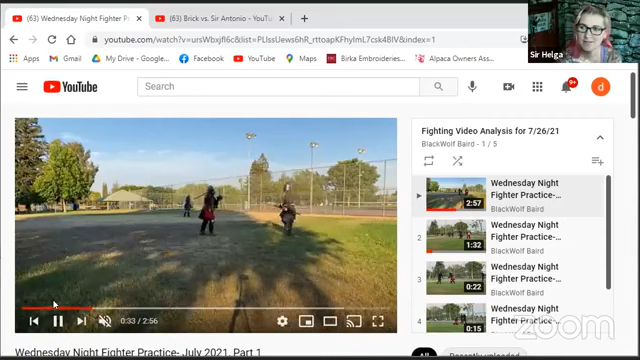 (63) Wednesday Night Fighter Pr
(63) Brick vs. Sir Antonio - YouTu
youtube.com/watch?v=ursWbxjfI6c&list=PLIssUews6hR_rttoapKFhyImL7csk4BIV&index=1
Apps
Gmail
My Drive - Google...
Facebook
YouTube
Maps
Birka Embroideries...
Alpaca Owners Ass...
Sir Helga
YouTube
Search
9+
d
Fighting Video Analysis for 7/26/21
BlackWolf Baird - 1 / 5
Wednesday Night
Fighter Practice-...
BlackWolf Baird
2:57
2
Wednesday Night
Fighter Practice-...
BlackWolf Baird
1:32
3
Wednesday Night
Fighter Practice-...
BlackWolf Baird
0:22
4
Wednesday Night
Fighter Practice-...
0:15
0:33 / 2:56
zoom
Wednesday Night Fighter Practice- July 2021, Part 1
All
Recently uploaded